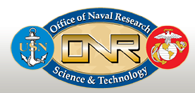 Office of Naval Research
ONR
Science & Technology